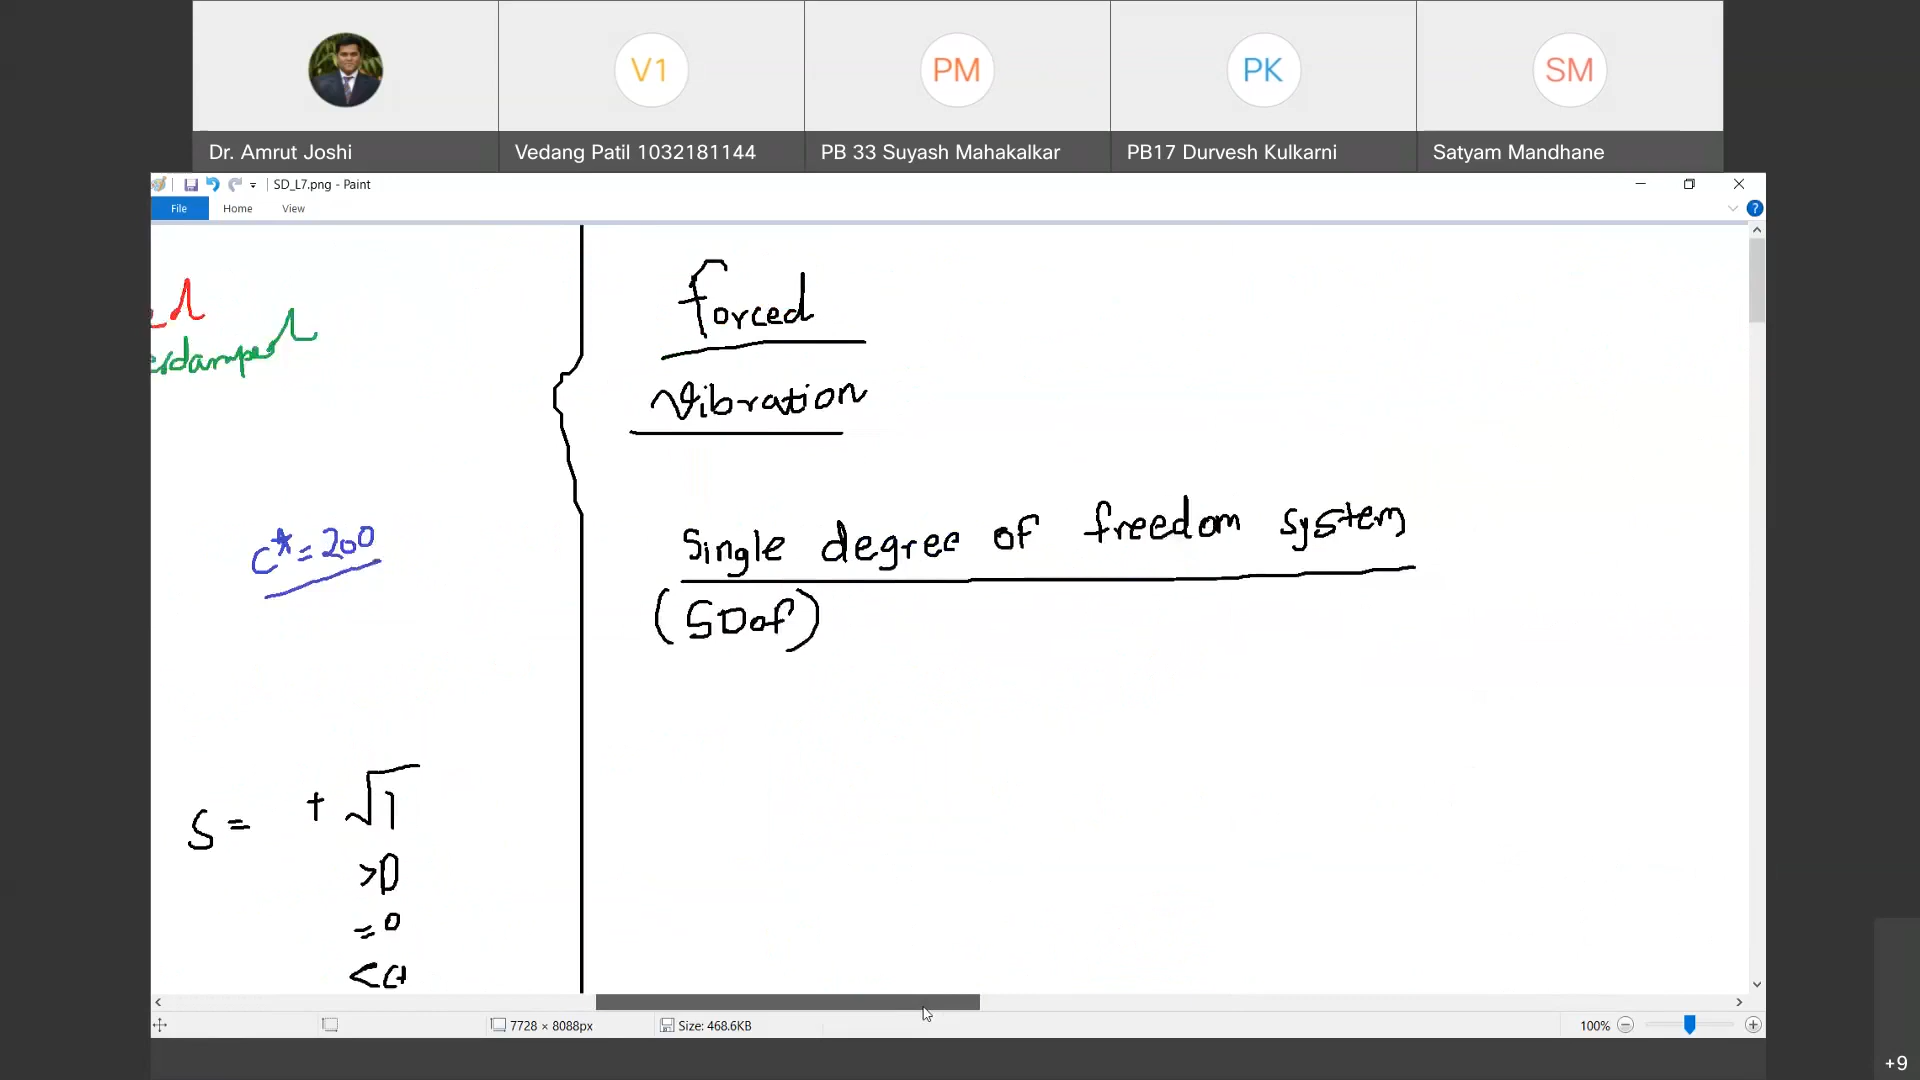 V1
PM
PK
SM
Dr. Amrut Joshi
Vedang Patil 1032181144
PB 33 Suyash Mahakalkar
PB17 Durvesh Kulkarni
Satyam Mandhane
SD_L7.png - Paint
File
Home
View
?
forced
vibration
erdamped
C* = 200
Single degree of freedom system
(SDof)
S = + √
>0
=0
7728 × 8088px
Size: 468.6KB
100%
+9